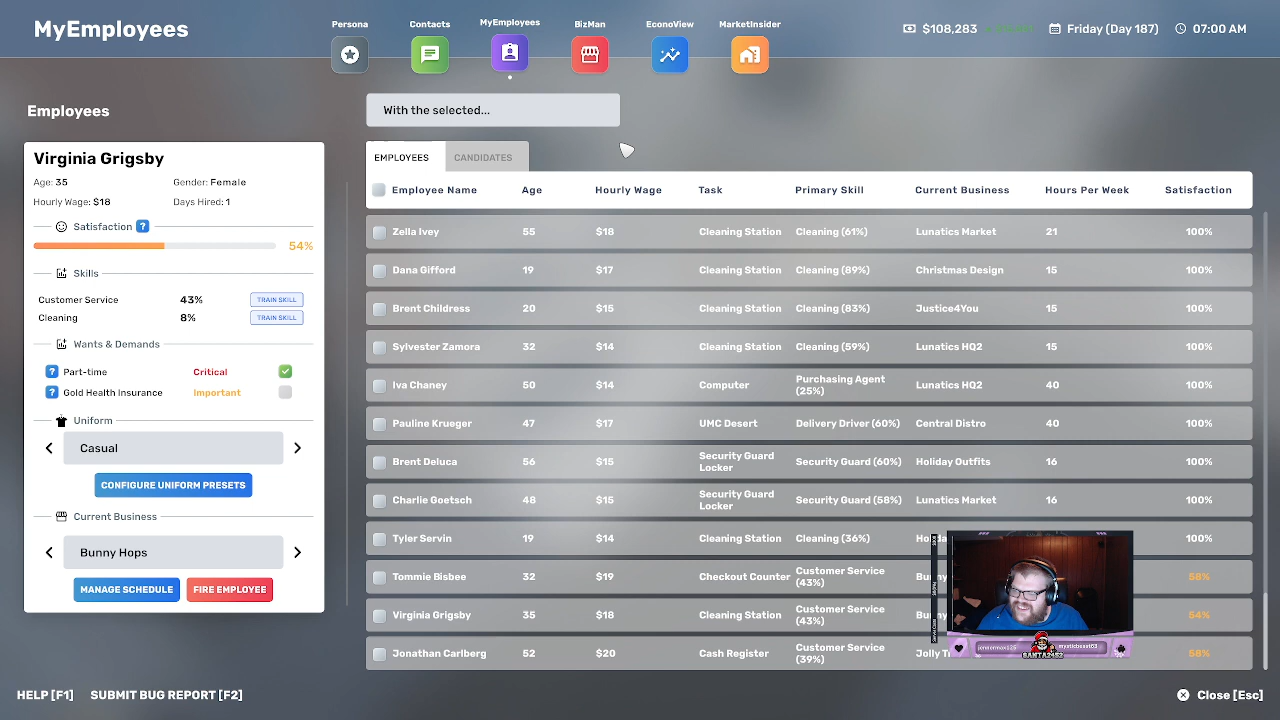 MyEmployees
Persona
Contacts
MyEmployees
BizMan
EconoView
MarketInsider
$108,283
Friday (Day 187)
07:00 AM
Employees
With the selected...
EMPLOYEES
CANDIDATES
Virginia Grigsby
Age: 35
Gender: Female
Hourly Wage: $18
Days Hired: 1
Satisfaction ?
54%
Skills
Customer Service 43% TRAIN SKILL
Cleaning 8% TRAIN SKILL
Wants & Demands
? Part-time Critical
? Gold Health Insurance Important
Uniform
Casual
CONFIGURE UNIFORM PRESETS
Current Business
Bunny Hops
MANAGE SCHEDULE
FIRE EMPLOYEE
Employee Name Age Hourly Wage Task Primary Skill Current Business Hours Per Week Satisfaction
Zella Ivey 55 $18 Cleaning Station Cleaning (61%) Lunatics Market 21 100%
Dana Gifford 19 $17 Cleaning Station Cleaning (89%) Christmas Design 15 100%
Brent Childress 20 $15 Cleaning Station Cleaning (83%) Justice4You 15 100%
Sylvester Zamora 32 $14 Cleaning Station Cleaning (59%) Lunatics HQ2 15 100%
Iva Chaney 50 $14 Computer Purchasing Agent (25%) Lunatics HQ2 40 100%
Pauline Krueger 47 $17 UMC Desert Delivery Driver (60%) Central Distro 40 100%
Brent Deluca 56 $15 Security Guard Locker Security Guard (60%) Holiday Outfits 16 100%
Charlie Goetsch 48 $15 Security Guard Locker Security Guard (58%) Lunatics Market 16 100%
Tyler Servin 19 $14 Cleaning Station Cleaning (36%) Ho 100%
Tommie Bisbee 32 $19 Checkout Counter Customer Service (43%) Bu 58%
Virginia Grigsby 35 $18 Cleaning Station Customer Service (43%) Bu 54%
Jonathan Carlberg 52 $20 Cash Register Customer Service (39%) Jolly T 58%
SANTA2452
HELP [F1]
SUBMIT BUG REPORT [F2]
Close [Esc]